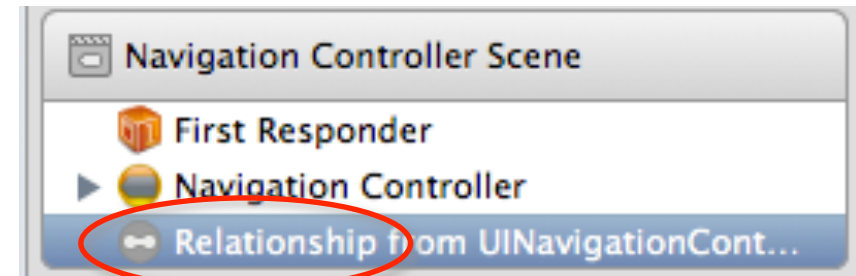 Navigation Controller Scene
First Responder
Navigation Controller
Relationship from UINavigationCont...